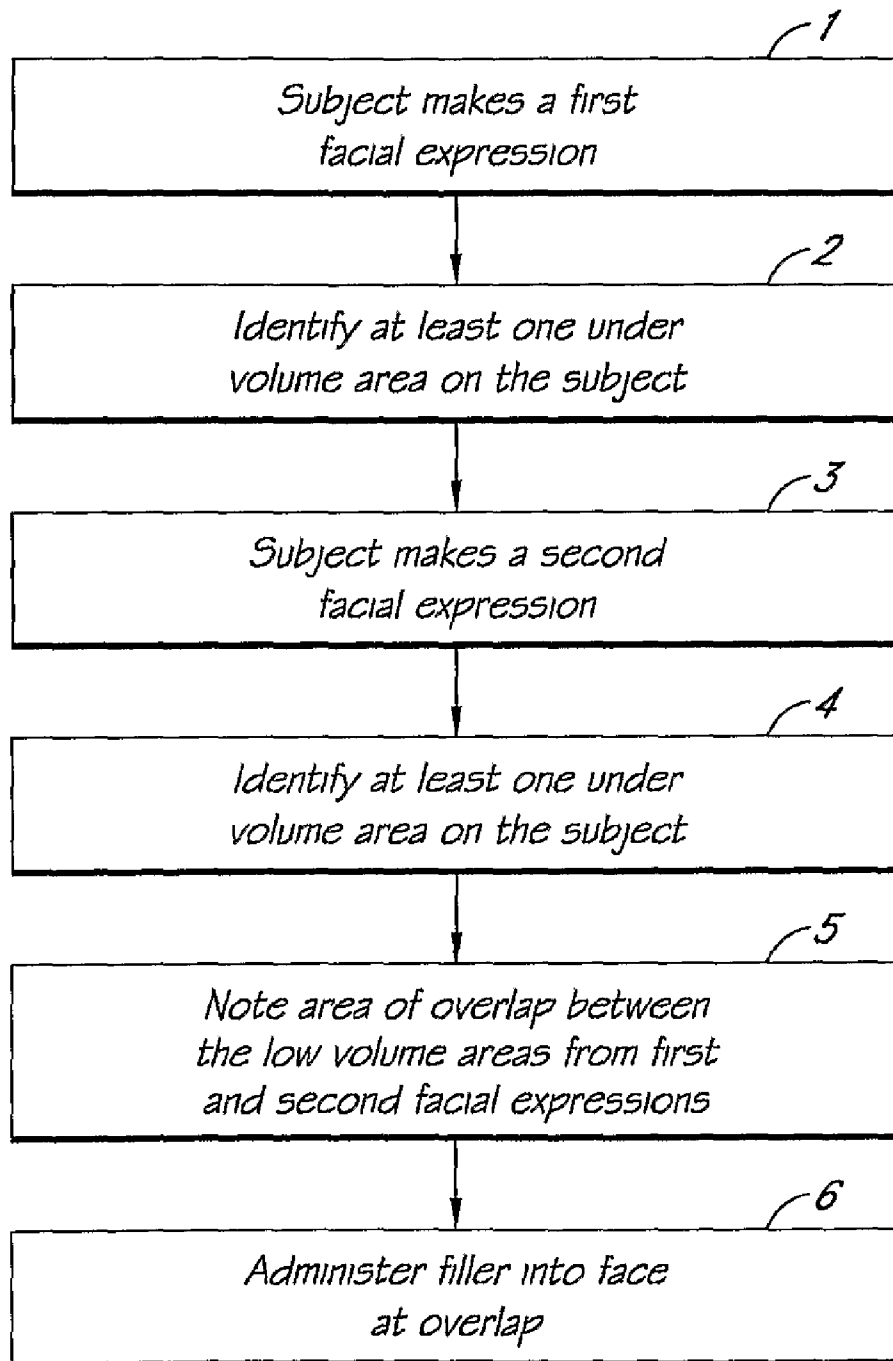 1
Subject makes a first
facial expression
2
Identify at least one under
volume area on the subject
3
Subject makes a second
facial expression
4
Identify at least one under
volume area on the subject
5
Note area of overlap between
the low volume areas from first
and second facial expressions
6
Administer filler into face
at overlap